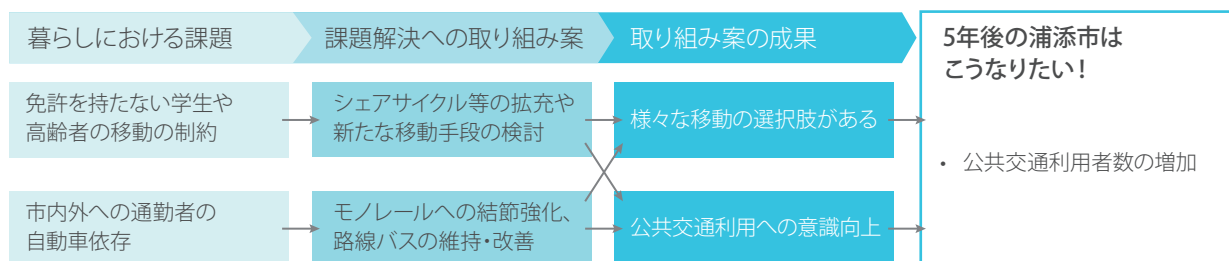 暮らしにおける課題
課題解決への取り組み案
取り組み案の成果
5年後の浦添市は
こうなりたい！
免許を持たない学生や
高齢者の移動の制約
シェアサイクル等の拡充や
新たな移動手段の検討
様々な移動の選択肢がある
・ 公共交通利用者数の増加
市内外への通勤者の
自動車依存
モノレールへの結節強化、
路線バスの維持・改善
公共交通利用への意識向上